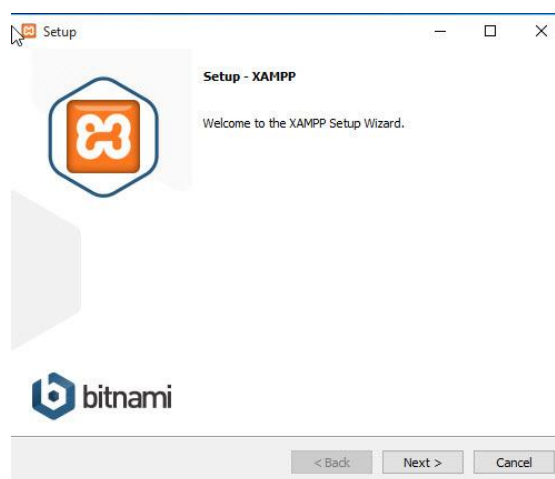 Setup
Setup - XAMPP
Welcome to the XAMPP Setup Wizard.
bitnami
< Back
Next >
Cancel